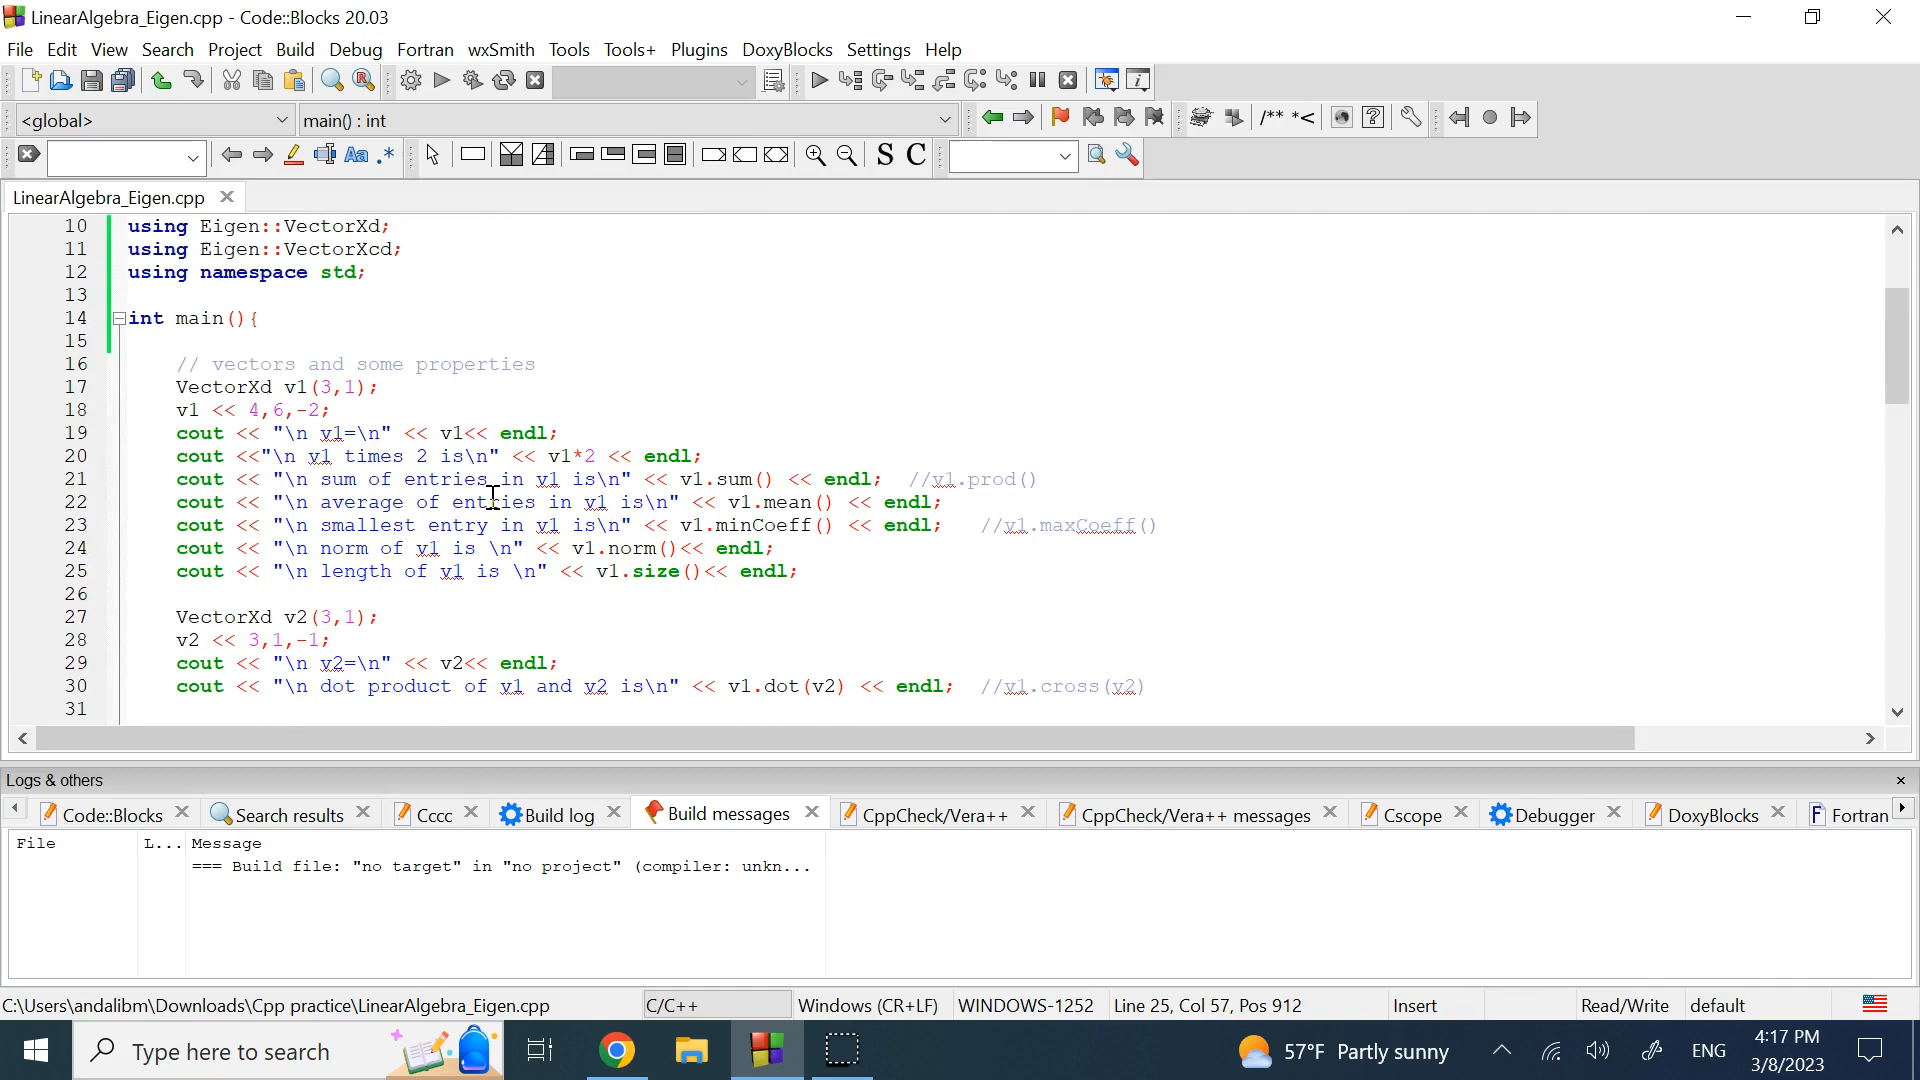 LinearAlgebra_Eigen.cpp - Code::Blocks 20.03
File Edit View Search Project Build Debug Fortran wxSmith Tools Tools+ Plugins DoxyBlocks Settings Help
<global> main() : int /** *<
Aa .* S C
LinearAlgebra_Eigen.cpp
10 using Eigen::VectorXd;
11 using Eigen::VectorXcd;
12 using namespace std;
13
14 int main(){
15
16 // vectors and some properties
17 VectorXd v1(3,1);
18 v1 << 4,6,-2;
19 cout << "\n v1=\n" << v1<< endl;
20 cout <<"\n v1 times 2 is\n" << v1*2 << endl;
21 cout << "\n sum of entries in v1 is\n" << v1.sum() << endl; //v1.prod()
22 cout << "\n average of entries in v1 is\n" << v1.mean() << endl;
23 cout << "\n smallest entry in v1 is\n" << v1.minCoeff() << endl; //v1.maxCoeff()
24 cout << "\n norm of v1 is \n" << v1.norm()<< endl;
25 cout << "\n length of v1 is \n" << v1.size()<< endl;
26
27 VectorXd v2(3,1);
28 v2 << 3,1,-1;
29 cout << "\n v2=\n" << v2<< endl;
30 cout << "\n dot product of v1 and v2 is\n" << v1.dot(v2) << endl; //v1.cross(v2)
31
Logs & others
Code::Blocks Search results Cccc Build log Build messages CppCheck/Vera++ CppCheck/Vera++ messages Cscope Debugger DoxyBlocks Fortran
File L... Message
=== Build file: "no target" in "no project" (compiler: unkn...
C:\Users\andalibm\Downloads\Cpp practice\LinearAlgebra_Eigen.cpp C/C++ Windows (CR+LF) WINDOWS-1252 Line 25, Col 57, Pos 912 Insert Read/Write default
Type here to search 57°F Partly sunny ENG 4:17 PM
3/8/2023